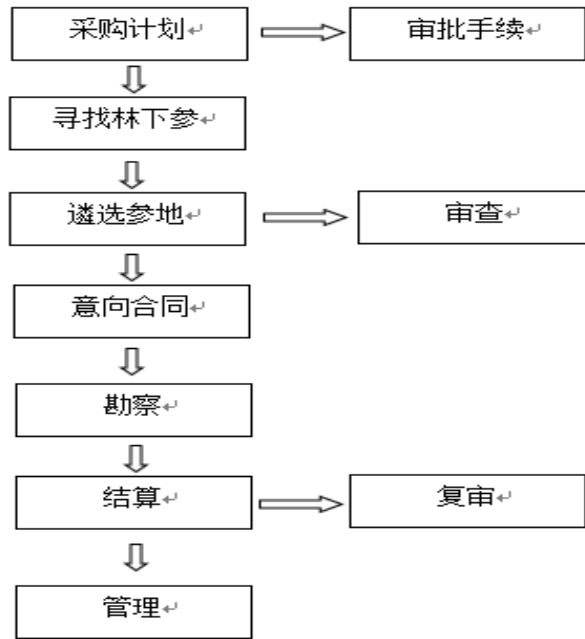 采购计划 审批手续
寻找林下参
遴选参地 审查
意向合同
勘察
结算 复审
管理